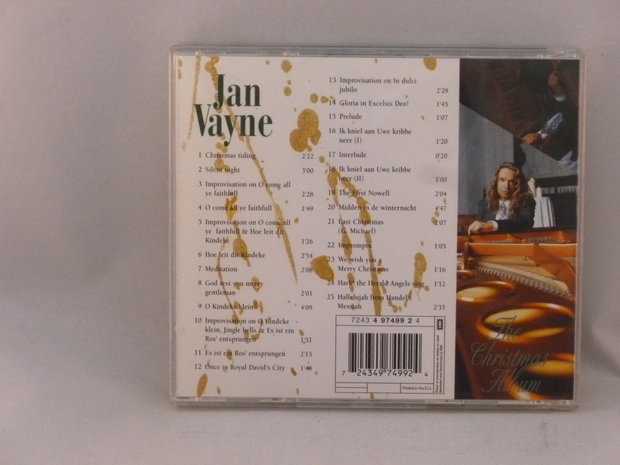 Jan
Vayne
1 Christmas tiding 2'22
2 Silent night 3'00
3 Improvisation on O come all
ye faithfull 2'28
4 O come all ye faithfull 1'49
5 Improvisation on O come all
ye faithfull & Hoe leit dit
Kindeke 1'26
6 Hoe leit dit Kindeke 2'54
7 Meditation 2'08
8 God rest you merry
gentleman 2'01
9 O Kindeke klein 4'09
10 Improvisation on O Kindeke
klein, Jingle bells & Es ist ein
Ros' entsprungen 1'31
11 Es ist ein Ros' entsprungen 2'15
12 Once in Royal David's City
13 Improvisation on In dulci
jubilo 2'29
14 Gloria in Excelsis Deo! 1'45
15 Prelude 1'07
16 Ik kniel aan Uwe kribbe
neer (I) 1'20
17 Interlude 0'20
18 Ik kniel aan Uwe kribbe
neer (II) 1'00
19 The First Nowell 2'04
20 Midden in de winternacht 4'47
21 Last Christmas 2'07
(G. Michael)
22 Impromptu 1'05
23 We wish you a
Merry Christmas 1'16
24 Hark! the Herald Angels sing 1'12
25 Hallelujah from Handel's
Messiah 2'33
7243 4 97499 2 4
7 24349 74992 4
Printed in the E.U.
EMI
The
Christmas
Album